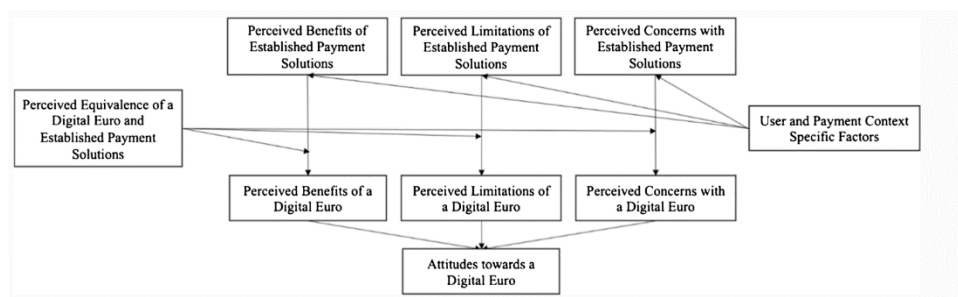 Perceived Benefits of
Established Payment
Solutions
Perceived Limitations of
Established Payment
Solutions
Perceived Concerns with
Established Payment
Solutions
Perceived Equivalence of a
Digital Euro and
Established Payment
Solutions
User and Payment Context
Specific Factors
Perceived Benefits of a
Digital Euro
Perceived Limitations of
a Digital Euro
Perceived Concerns with
a Digital Euro
Attitudes towards a
Digital Euro